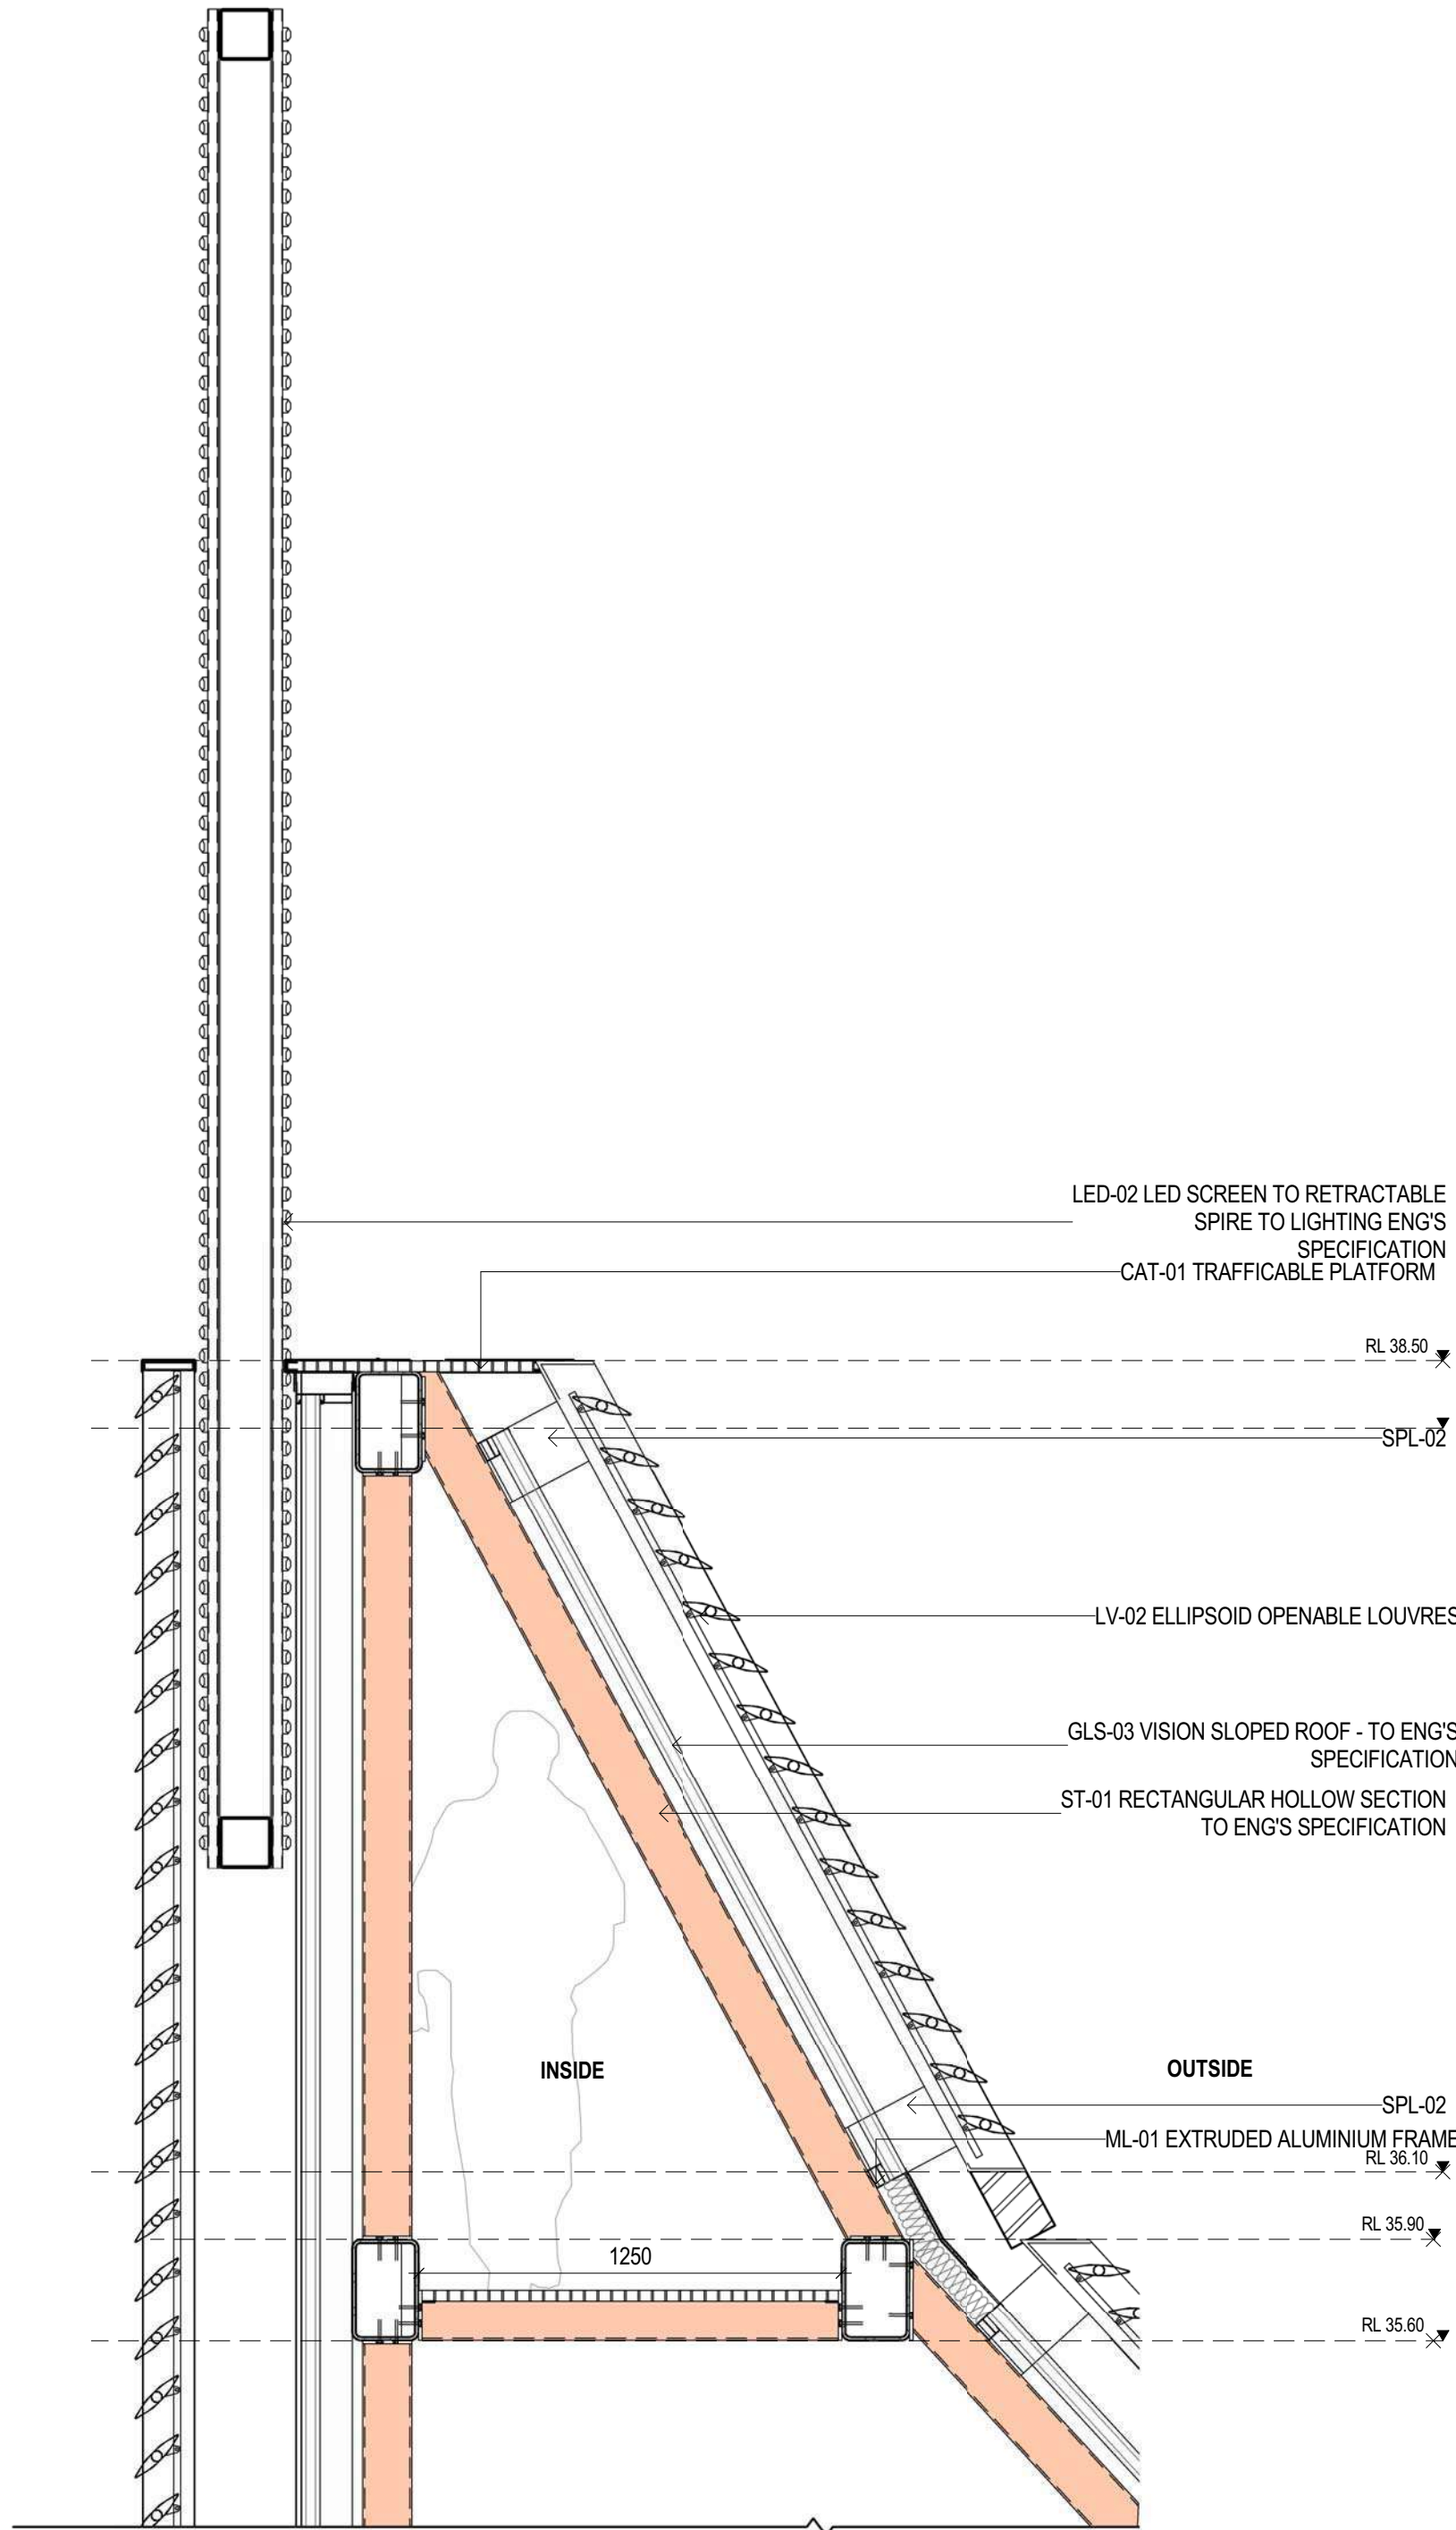 LED-02 LED SCREEN TO RETRACTABLE
SPIRE TO LIGHTING ENG'S
SPECIFICATION
CAT-01 TRAFFICABLE PLATFORM
RL 38.50
SPL-02
LV-02 ELLIPSOID OPENABLE LOUVRES
GLS-03 VISION SLOPED ROOF - TO ENG'S
SPECIFICATION
ST-01 RECTANGULAR HOLLOW SECTION
TO ENG'S SPECIFICATION
INSIDE
OUTSIDE
SPL-02
ML-01 EXTRUDED ALUMINIUM FRAME
RL 36.10
RL 35.90
1250
RL 35.60